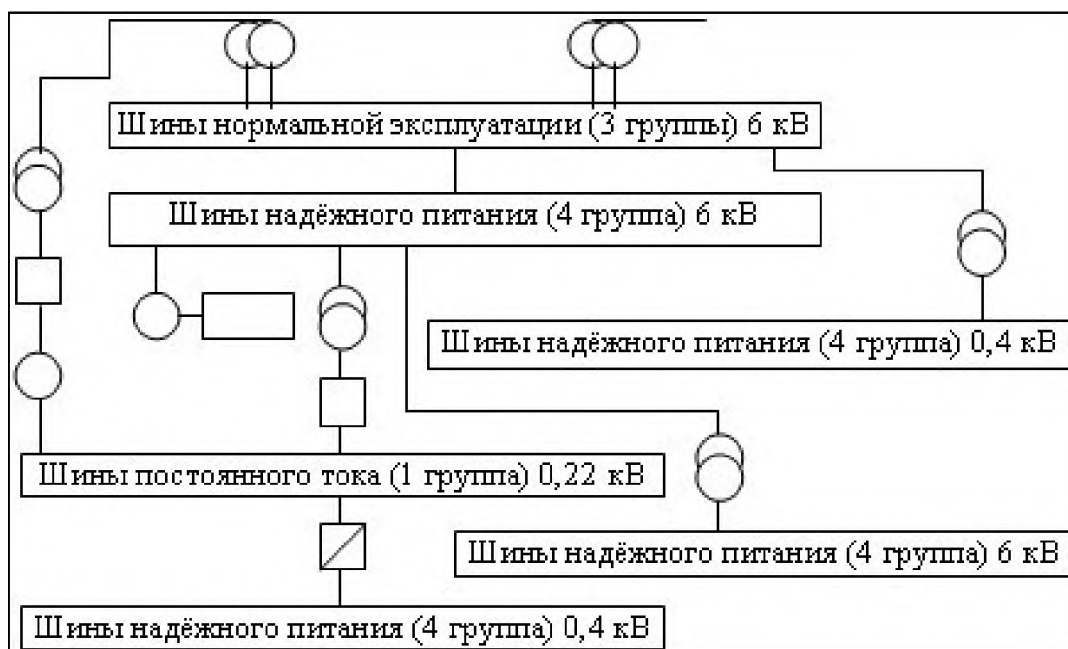 Шины нормальной эксплуатации (3 группы) 6 кВ
Шины надёжного питания (4 группа) 6 кВ
Шины надёжного питания (4 группа) 0,4 кВ
Шины постоянного тока (1 группа) 0,22 кВ
Шины надёжного питания (4 группа) 6 кВ
Шины надёжного питания (4 группа) 0,4 кВ